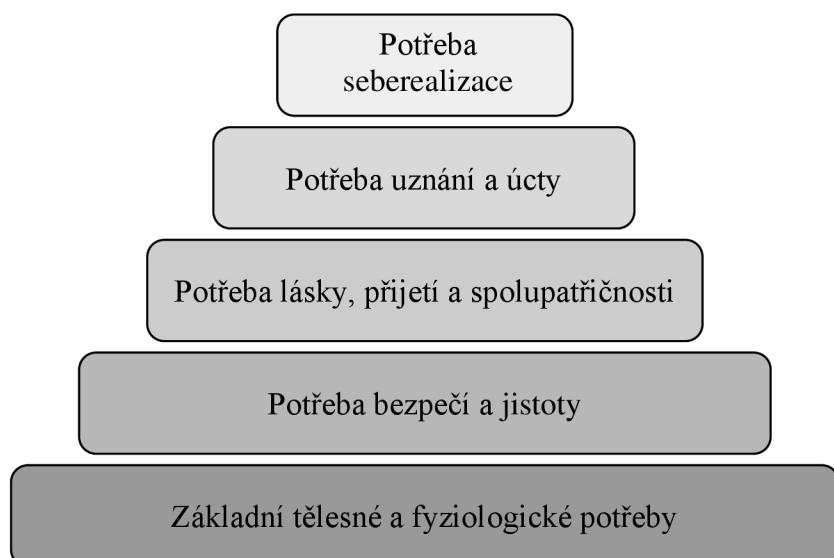 Potřeba
seberealizace
Potřeba uznání a úcty
Potřeba lásky, přijetí a spolupatřičnosti
Potřeba bezpečí a jistoty
Základní tělesné a fyziologické potřeby